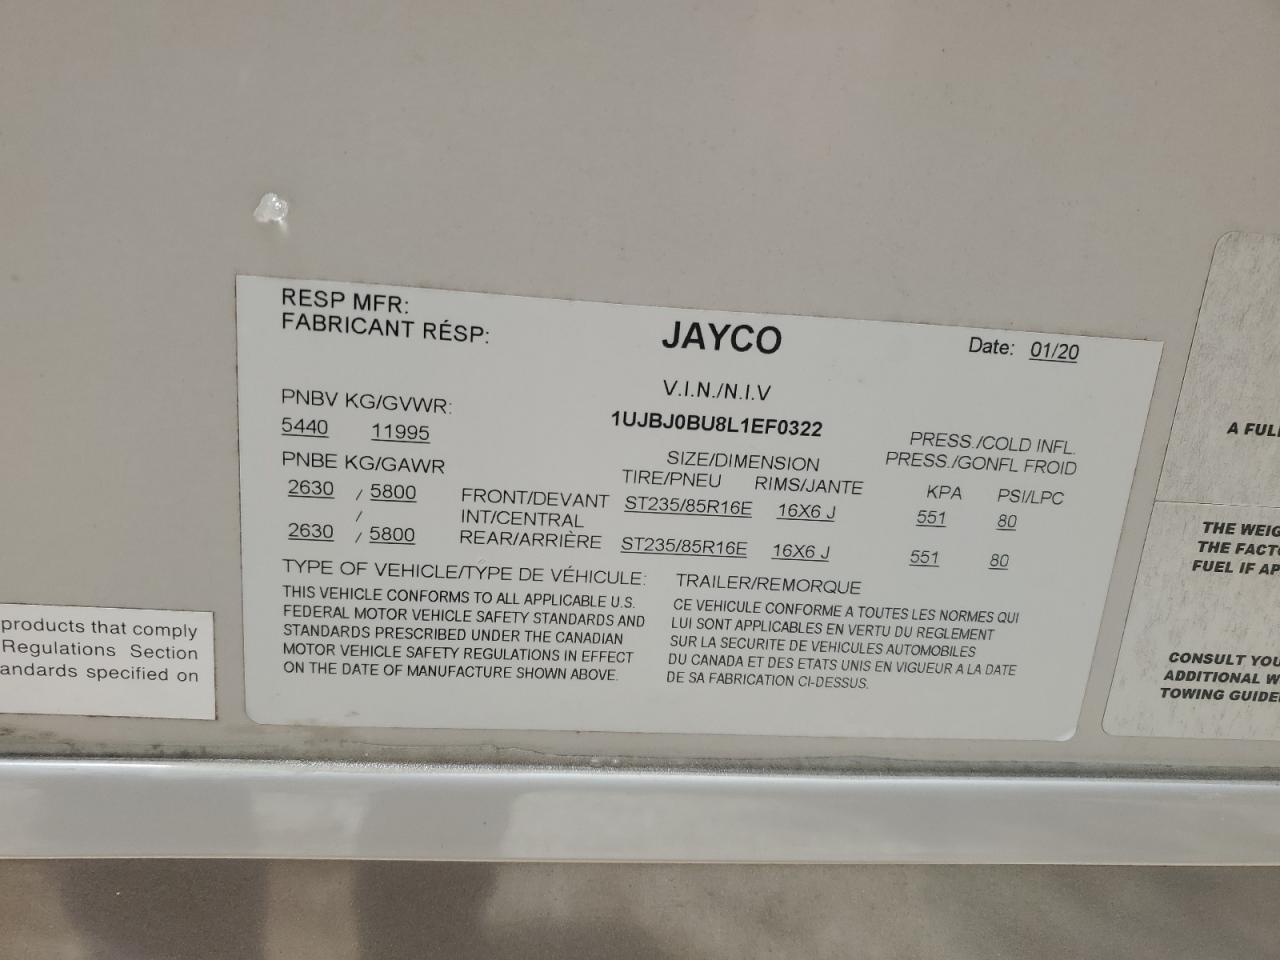 RESP MFR:
FABRICANT RÉSP:
JAYCO
Date: 01/20
PNBV KG/GVWR:
5440 11995
V.I.N./N.I.V
1UJBJ0BU8L1EF0322
PNBE KG/GAWR
SIZE/DIMENSION
TIRE/PNEU RIMS/JANTE
PRESS./COLD INFL.
PRESS./GONFL FROID
KPA PSI/LPC
2630 / 5800 FRONT/DEVANT ST235/85R16E 16X6 J 551 80
/ INT/CENTRAL
2630 / 5800 REAR/ARRIÈRE ST235/85R16E 16X6 J 551 80
TYPE OF VEHICLE/TYPE DE VÉHICULE: TRAILER/REMORQUE
THIS VEHICLE CONFORMS TO ALL APPLICABLE U.S.
FEDERAL MOTOR VEHICLE SAFETY STANDARDS AND
STANDARDS PRESCRIBED UNDER THE CANADIAN
MOTOR VEHICLE SAFETY REGULATIONS IN EFFECT
ON THE DATE OF MANUFACTURE SHOWN ABOVE.
CE VEHICULE CONFORME A TOUTES LES NORMES QUI
LUI SONT APPLICABLES EN VERTU DU REGLEMENT
SUR LA SECURITE DE VEHICULES AUTOMOBILES
DU CANADA ET DES ETATS UNIS EN VIGUEUR A LA DATE
DE SA FABRICATION CI-DESSUS.
products that comply
Regulations Section
andards specified on
A FULL
THE WEIG
THE FACTO
FUEL IF AP
CONSULT YOU
ADDITIONAL W
TOWING GUIDE